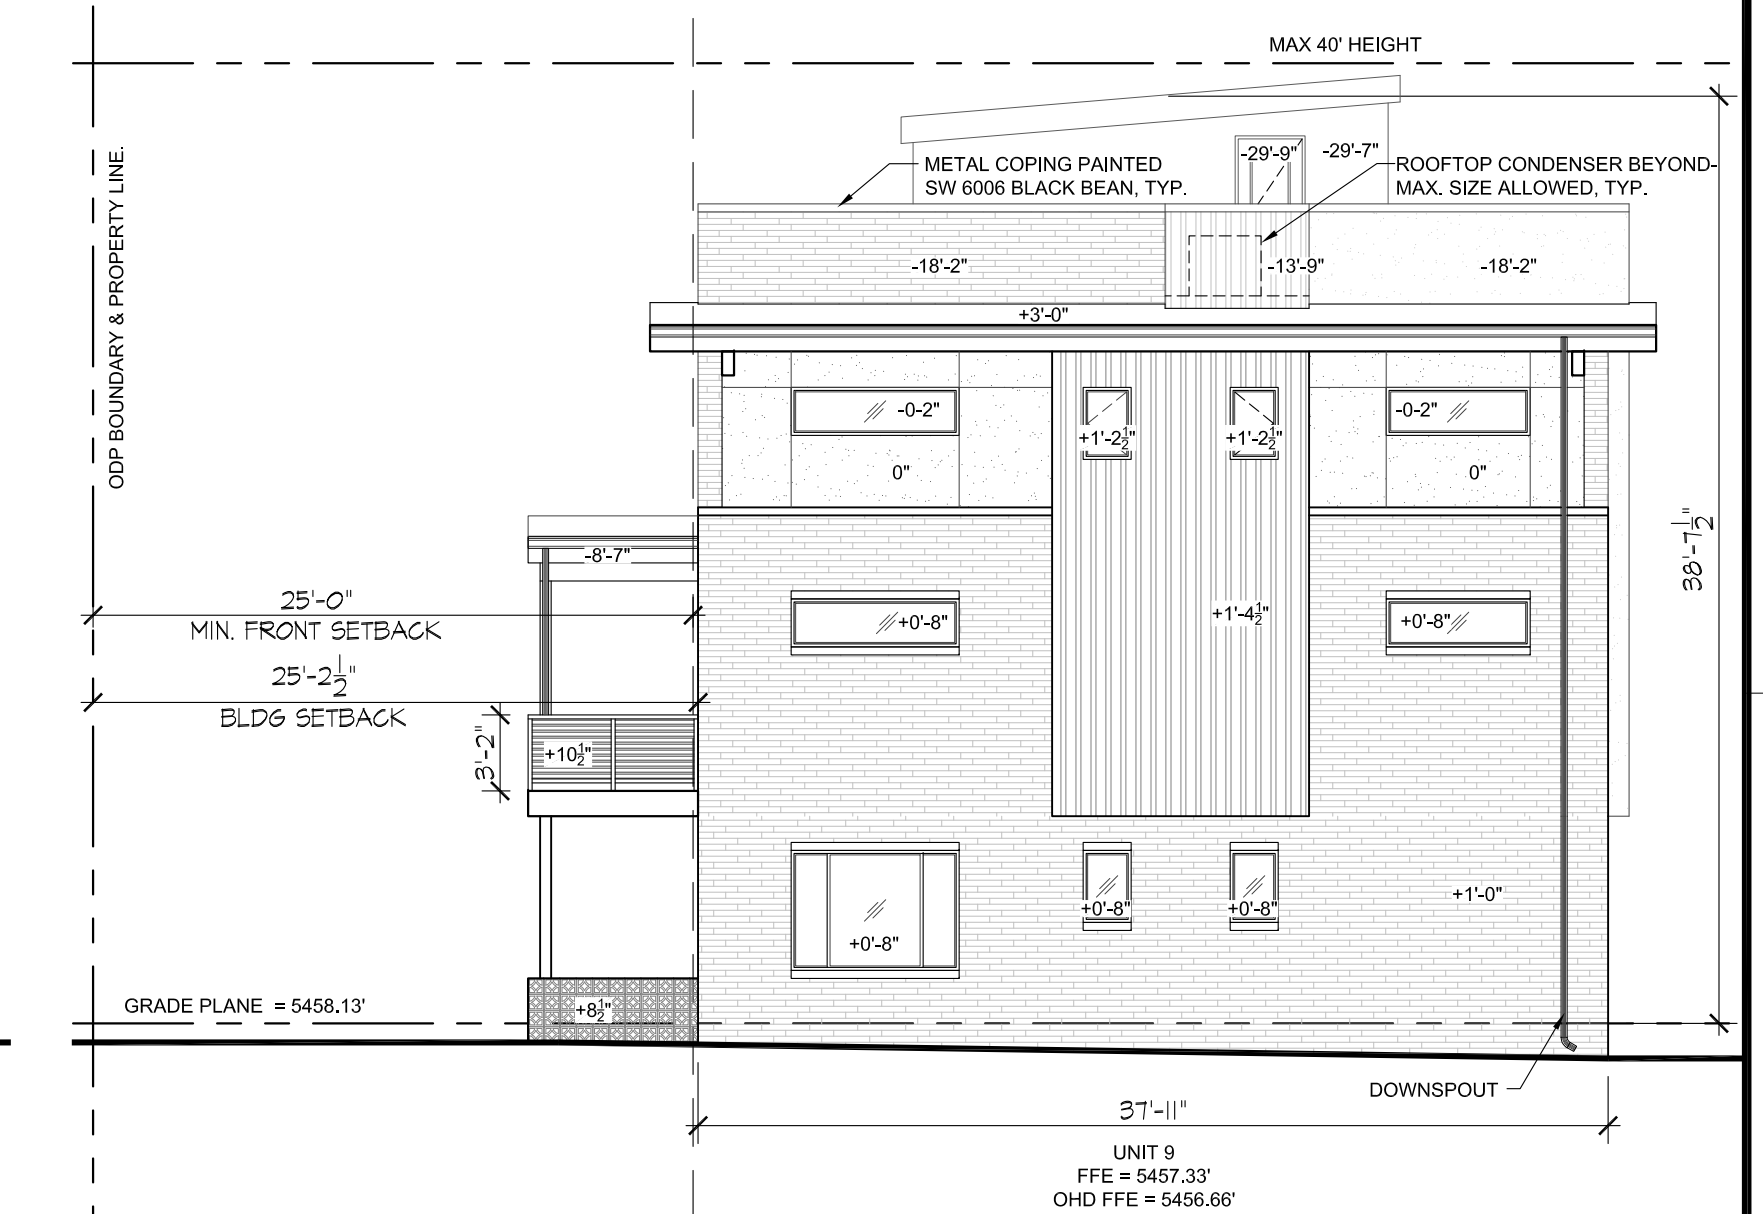 MAX 40' HEIGHT
ODP BOUNDARY & PROPERTY LINE.
METAL COPING PAINTED
SW 6006 BLACK BEAN, TYP.
-29'-9"
-29'-7"
ROOFTOP CONDENSER BEYOND-
MAX. SIZE ALLOWED, TYP.
-18'-2"
-13'-9"
-18'-2"
+3'-0"
-0-2"
-0-2"
+1'-2½"
+1'-2½"
0"
0"
38'-7½"
-8'-7"
25'-0"
MIN. FRONT SETBACK
+0'-8"
+1'-4½"
+0'-8"
25'-2½"
BLDG SETBACK
3'-2"
+10½"
+0'-8"
+0'-8"
+0'-8"
+1'-0"
GRADE PLANE = 5458.13'
+8½"
DOWNSPOUT
37'-11"
UNIT 9
FFE = 5457.33'
OHD FFE = 5456.66'